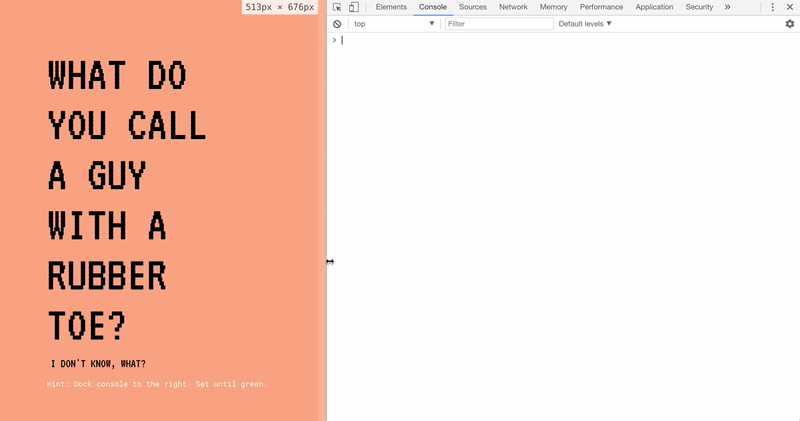 513px × 676px
Elements Console Sources Network Memory Performance Application Security »
top ▼ Filter Default levels ▼
WHAT DO
YOU CALL
A GUY
WITH A
RUBBER
TOE?
I DON'T KNOW, WHAT?
Hint: Dock console to the right. Set until green.